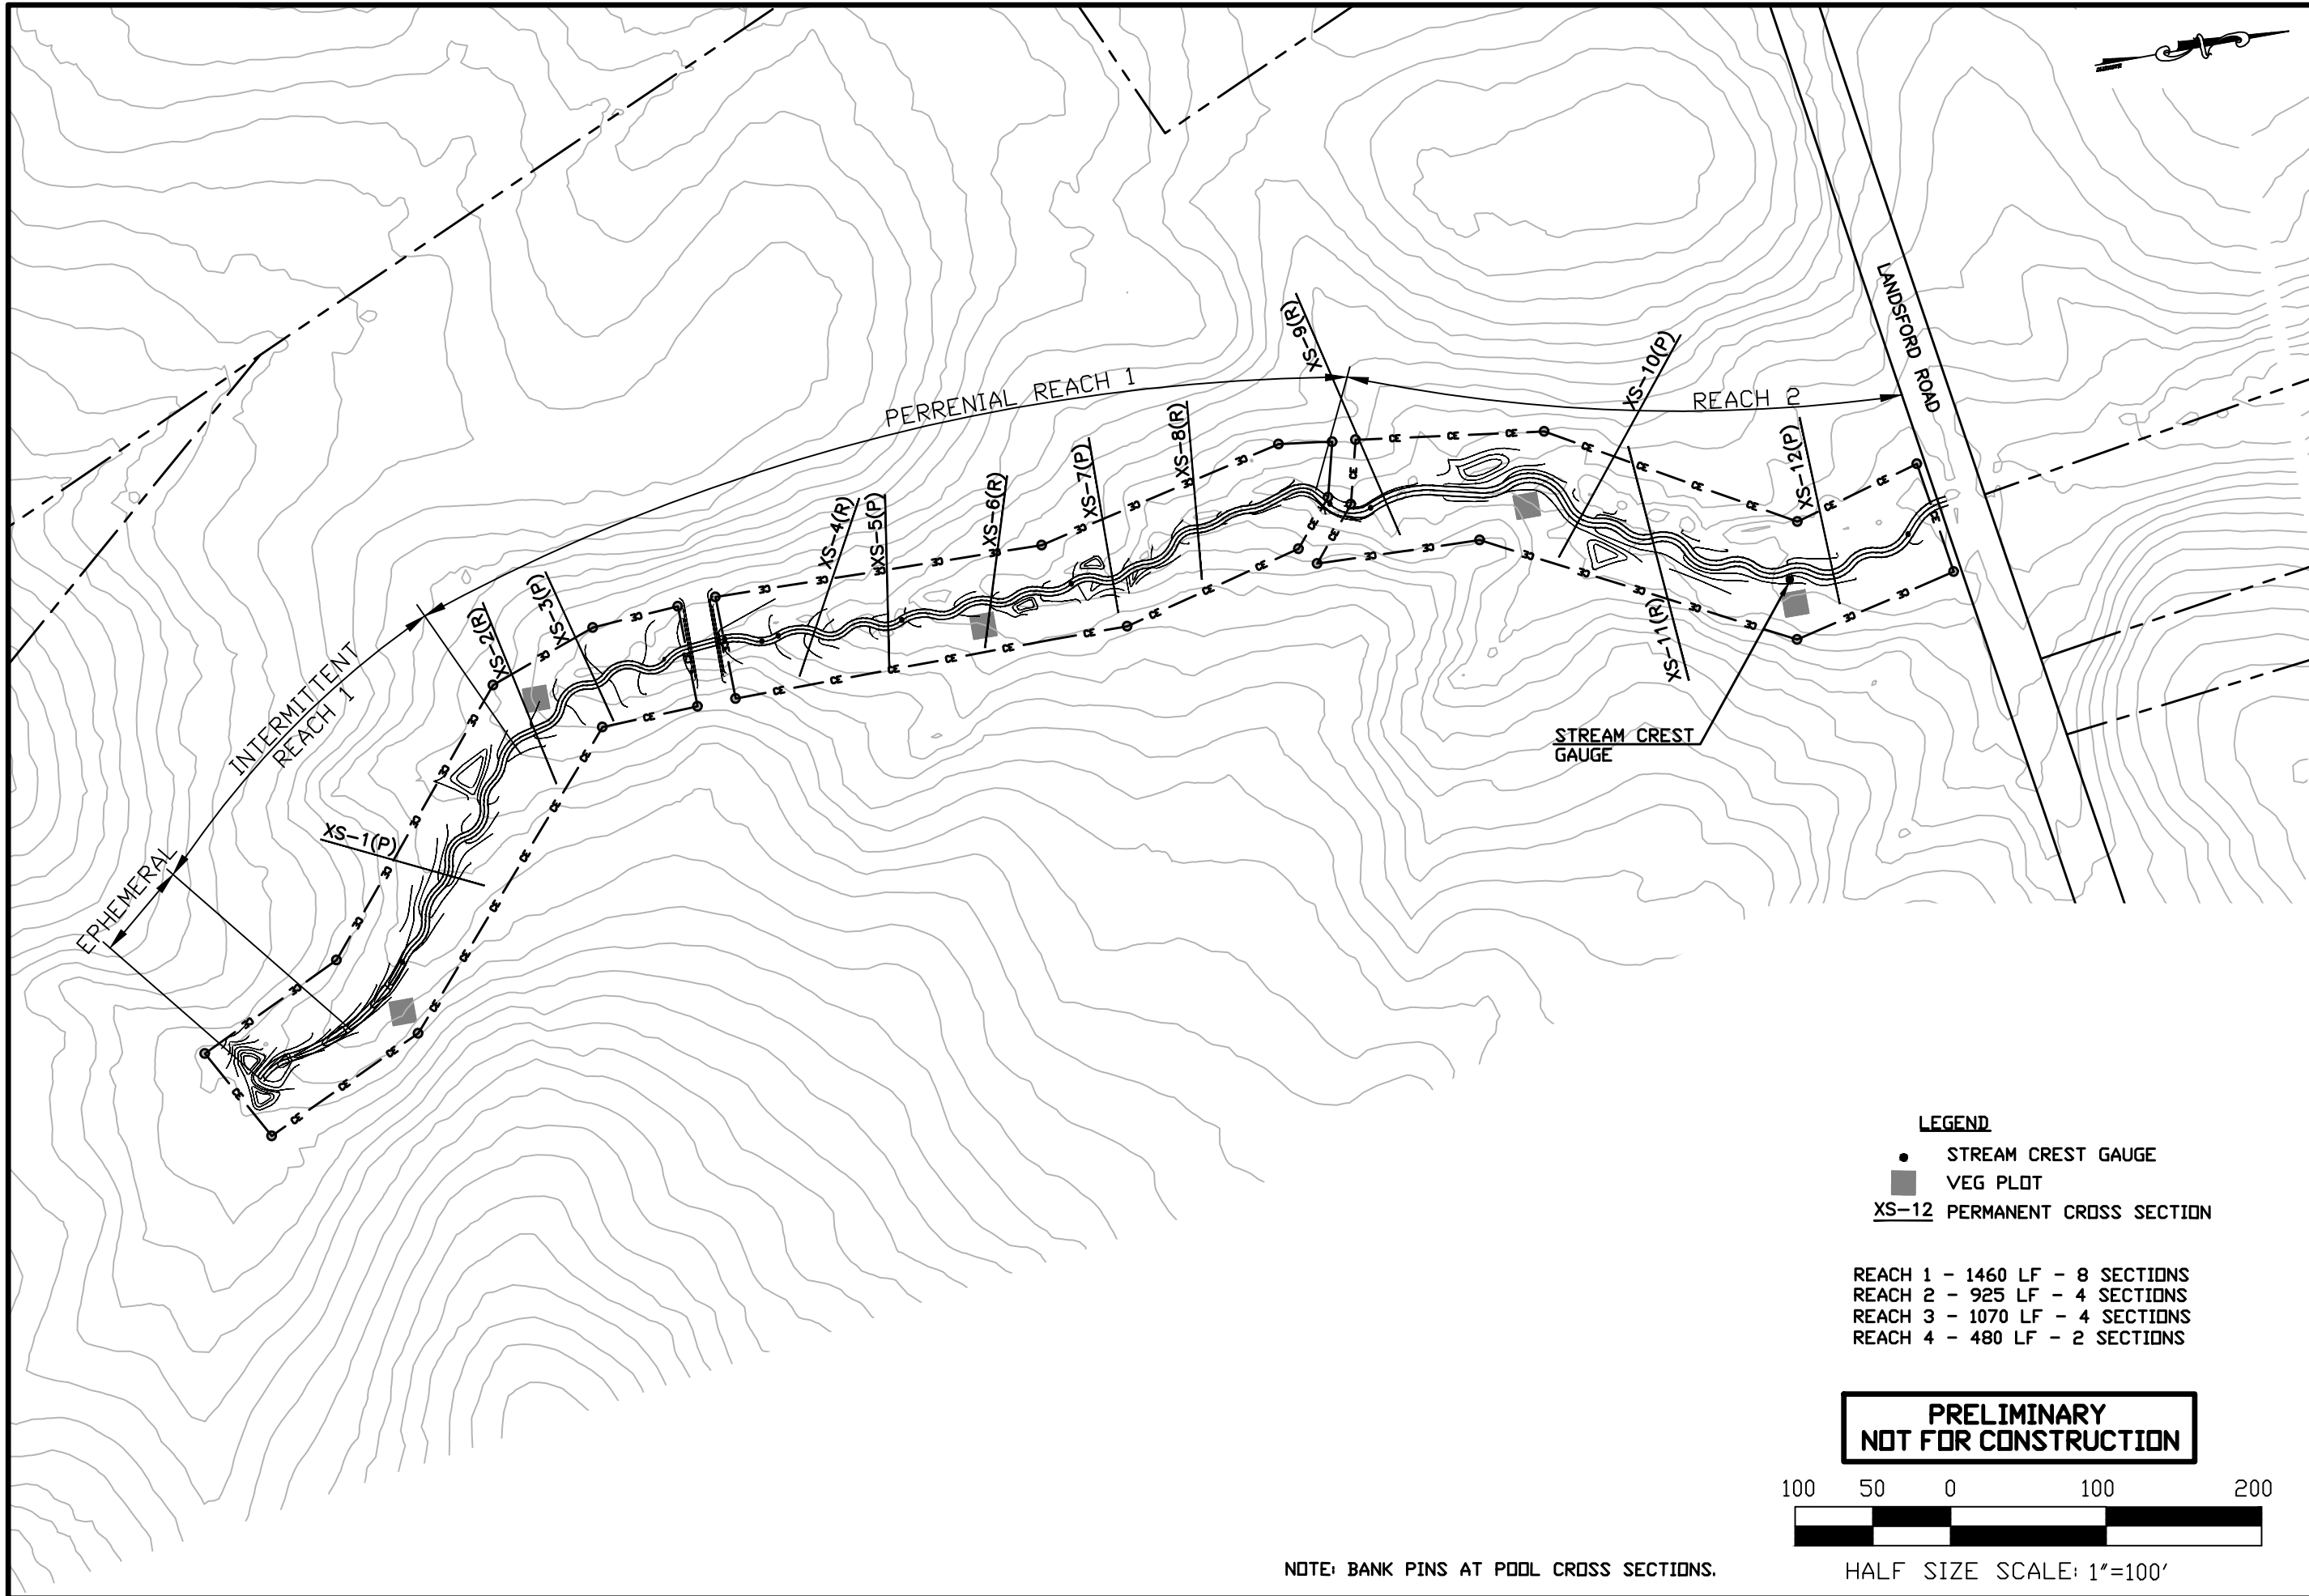 LANDSFORD ROAD
PERRENIAL REACH 1
REACH 2
XS-9(R)
XS-10(P)
XS-12(P)
XS-8(R)
XS-7(P)
XS-6(R)
XS-5(P)
XS-4(R)
XS-3(P)
XS-2(R)
XS-11(R)
INTERMITTENT
REACH 1
XS-1(P)
EPHEMERAL
STREAM CREST
GAUGE
CE
LEGEND
STREAM CREST GAUGE
VEG PLOT
XS-12 PERMANENT CROSS SECTION
REACH 1 - 1460 LF - 8 SECTIONS
REACH 2 - 925 LF - 4 SECTIONS
REACH 3 - 1070 LF - 4 SECTIONS
REACH 4 - 480 LF - 2 SECTIONS
PRELIMINARY
NOT FOR CONSTRUCTION
100 50 0 100 200
NOTE: BANK PINS AT POOL CROSS SECTIONS.
HALF SIZE SCALE: 1"=100'